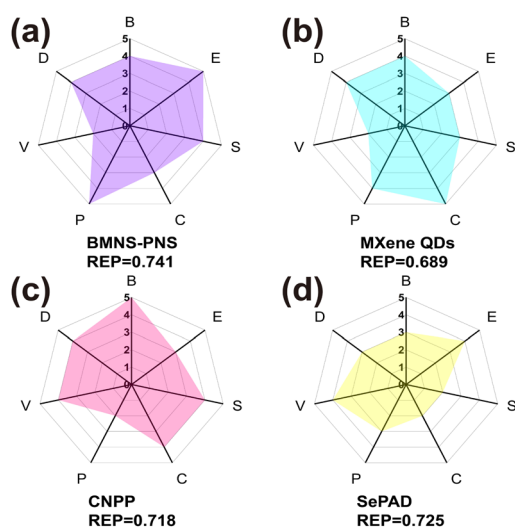 (a)
B
E
S
C
P
V
D
5
4
3
2
1
0
BMNS-PNS
REP=0.741
(b)
B
E
S
C
P
V
D
5
4
3
2
1
0
MXene QDs
REP=0.689
(c)
B
E
S
C
P
V
D
5
4
3
2
1
0
CNPP
REP=0.718
(d)
B
E
S
C
P
V
D
5
4
3
2
1
0
SePAD
REP=0.725